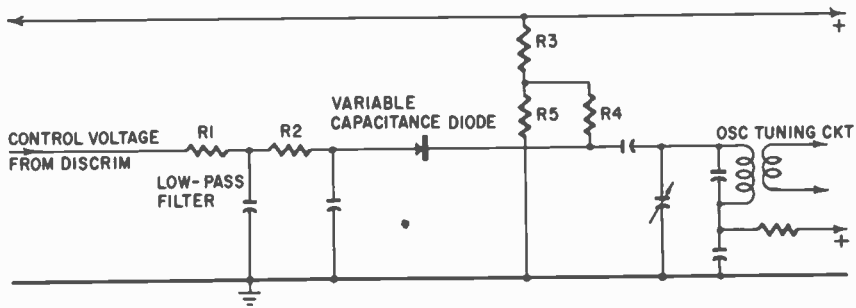 +
R3
VARIABLE
CAPACITANCE DIODE
R5
R4
CONTROL VOLTAGE
FROM DISCRIM
R1
R2
OSC TUNING CKT
LOW-PASS
FILTER
+